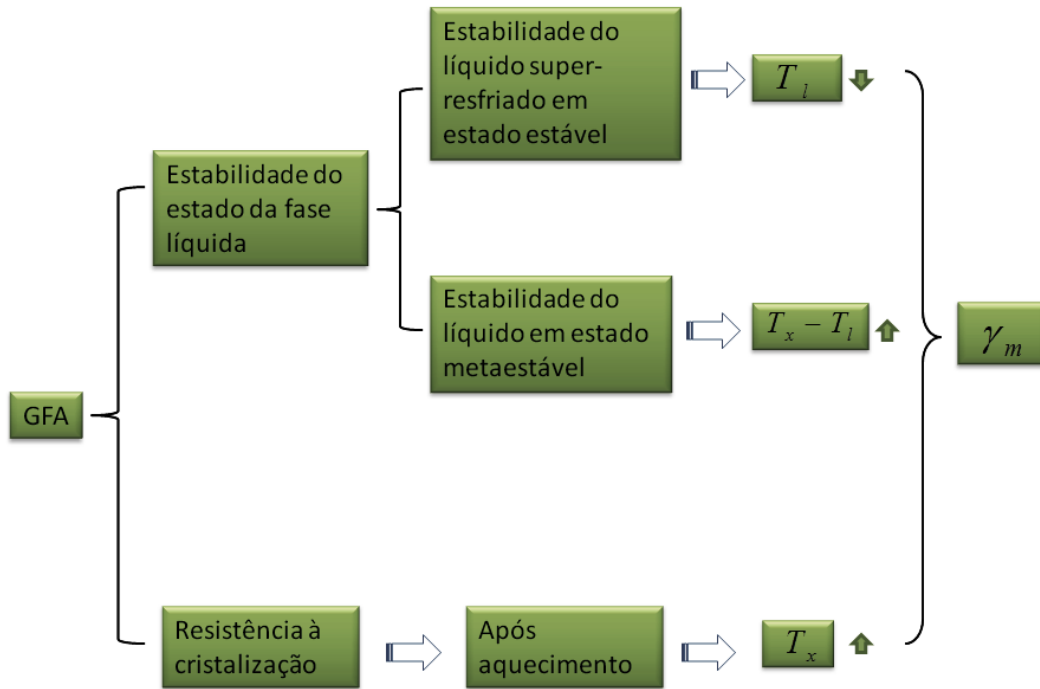 Estabilidade do
líquido super-
resfriado em
estado estável
T_l
Estabilidade do
estado da fase
líquida
Estabilidade do
líquido em estado
metaestável
T_x − T_l
γ_m
GFA
Resistência à
cristalização
Após
aquecimento
T_x